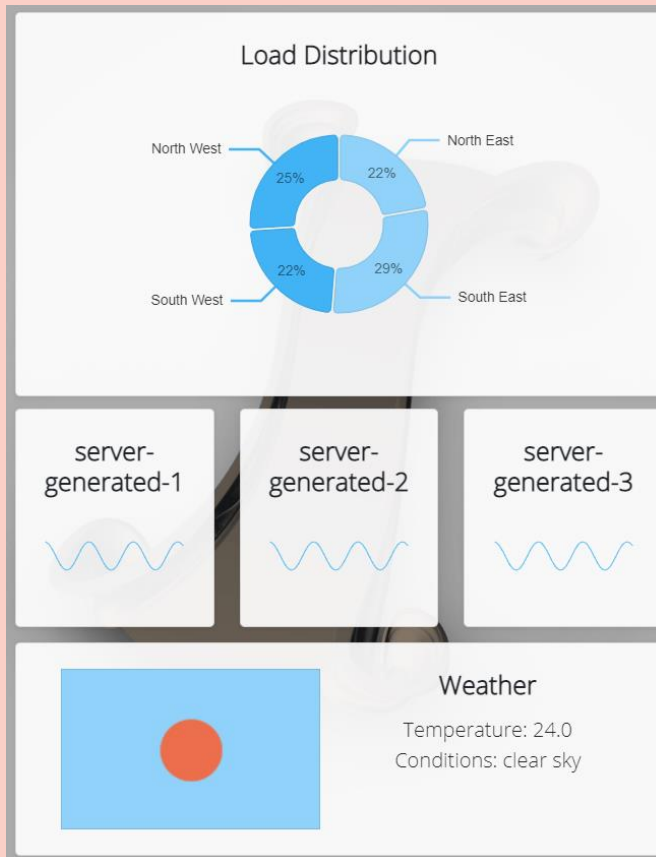 Load Distribution
North West
North East
25%
22%
22%
29%
South West
South East
server-
generated-1
server-
generated-2
server-
generated-3
Weather
Temperature: 24.0
Conditions: clear sky